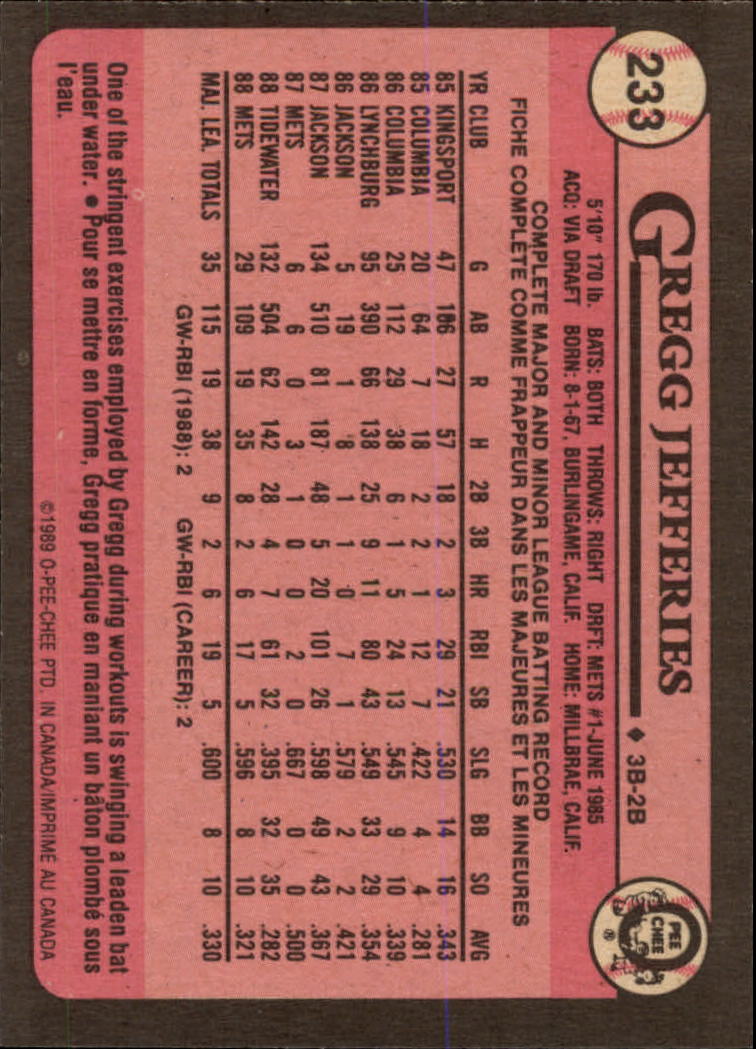 233
GREGG JEFFERIES
◆ 3B-2B
O PEE CHEE ®
5'10" 170 lb. BATS: BOTH THROWS: RIGHT DRFT: METS #1-JUNE 1985
ACQ: VIA DRAFT BORN: 8-1-67, BURLINGAME, CALIF. HOME: MILLBRAE, CALIF.
COMPLETE MAJOR AND MINOR LEAGUE BATTING RECORD
FICHE COMPLÈTE COMME FRAPPEUR DANS LES MAJEURES ET LES MINEURES
YR CLUB G AB R H 2B 3B HR RBI SB SLG BB SO AVG
85 KINGSPORT 47 166 27 57 18 2 3 29 21 .530 14 16 .343
85 COLUMBIA 20 64 7 18 2 2 1 12 7 .422 4 4 .281
86 COLUMBIA 25 112 29 38 6 1 5 24 13 .545 9 10 .339
86 LYNCHBURG 95 390 66 138 25 9 11 80 43 .549 33 29 .354
86 JACKSON 5 19 1 8 1 1 0 7 1 .579 2 2 .421
87 JACKSON 134 510 81 187 48 5 20 101 26 .598 49 43 .367
87 METS 6 6 0 3 1 0 0 2 0 .667 0 0 .500
88 TIDEWATER 132 504 62 142 28 4 7 61 32 .395 32 35 .282
88 METS 29 109 19 35 8 2 6 17 5 .596 8 10 .321
MAJ. LEA. TOTALS 35 115 19 38 9 2 6 19 5 .600 8 10 .330
GW-RBI (1988): 2 GW-RBI (CAREER): 2
One of the stringent exercises employed by Gregg during workouts is swinging a leaden bat
under water. ● Pour se mettre en forme, Gregg pratique en maniant un bâton plombé sous
l'eau.
©1989 O-PEE-CHEE PTD. IN CANADA/IMPRIMÉ AU CANADA